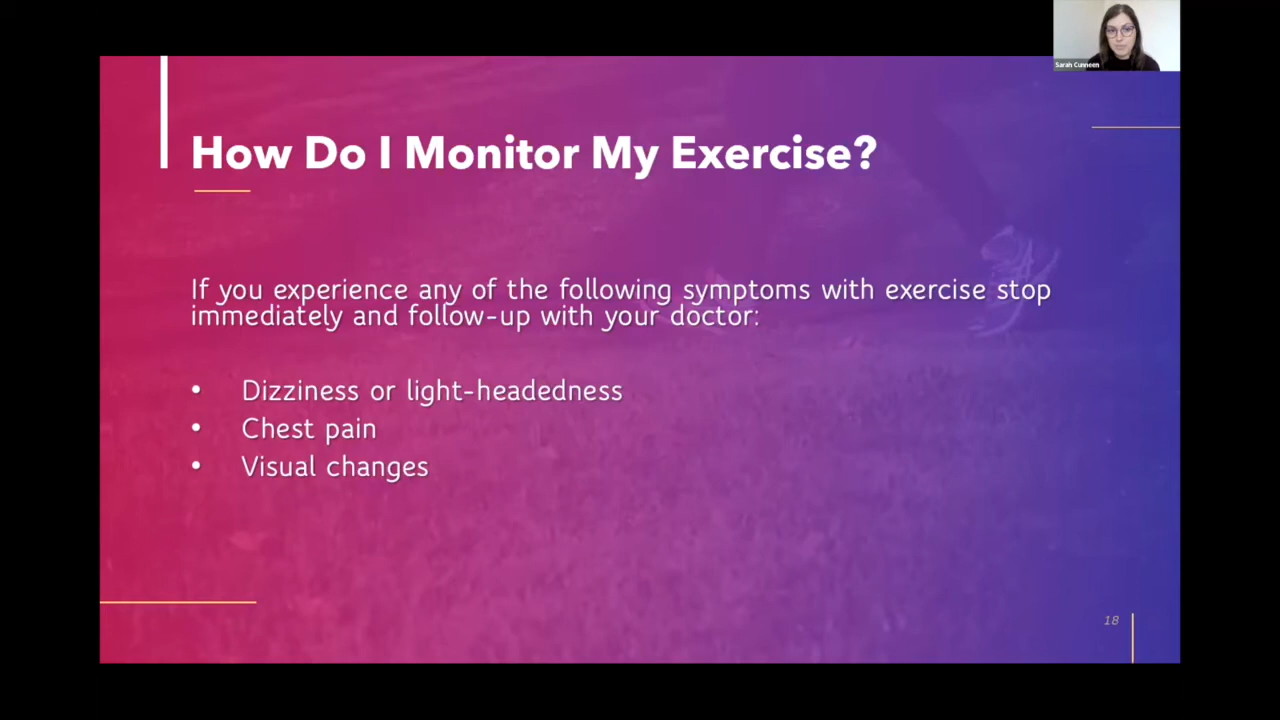 Sarah Cunneen
How Do I Monitor My Exercise?
If you experience any of the following symptoms with exercise stop
immediately and follow-up with your doctor:
• Dizziness or light-headedness
• Chest pain
• Visual changes
18